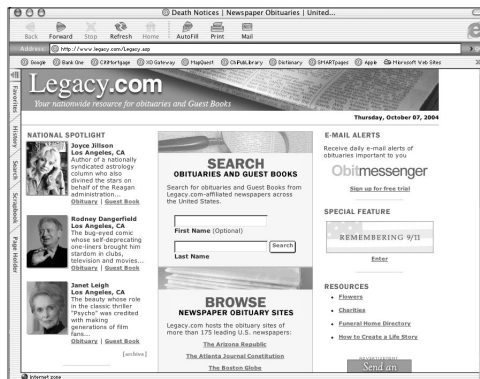 Death Notices | Newspaper Obituaries | United...
Back Forward Stop Refresh Home AutoFill Print Mail
Address http://www.legacy.com/Legacy.asp
Google Bank One CitiMortgage XO Gateway MapQuest ChiPubLibrary Dictionary SMARTpages Apple Microsoft Web Sites
Favorites
History
Search
Scrapbook
Page Holder
Legacy.com
Your nationwide resource for obituaries and Guest Books
Thursday, October 07, 2004
NATIONAL SPOTLIGHT
Joyce Jillson
Los Angeles, CA
Author of a nationally
syndicated astrology
column who also
divined the stars on
behalf of the Reagan
administration...
Obituary | Guest Book
Rodney Dangerfield
Los Angeles, CA
The bug-eyed comic
whose self-deprecating
one-liners brought him
stardom in clubs,
television and movies...
Obituary | Guest Book
Janet Leigh
Los Angeles, CA
The beauty whose role
in the classic thriller
"Psycho" was credited
with making
generations of film
fans...
Obituary | Guest Book
[archive]
SEARCH
OBITUARIES AND GUEST BOOKS
Search for obituaries and Guest Books from
Legacy.com-affiliated newspapers across
the United States.
First Name (Optional)
Search
Last Name
BROWSE
NEWSPAPER OBITUARY SITES
Legacy.com hosts the obituary sites of
more than 175 leading U.S. newspapers:
The Arizona Republic
The Atlanta Journal Constitution
The Boston Globe
E-MAIL ALERTS
Receive daily e-mail alerts of
obituaries important to you
Obitmessenger
Sign up for free trial
SPECIAL FEATURE
REMEMBERING 9/11
Enter
RESOURCES
• Flowers
• Charities
• Funeral Home Directory
• How to Create a Life Story
ADVERTISEMENT
Send an
Internet zone